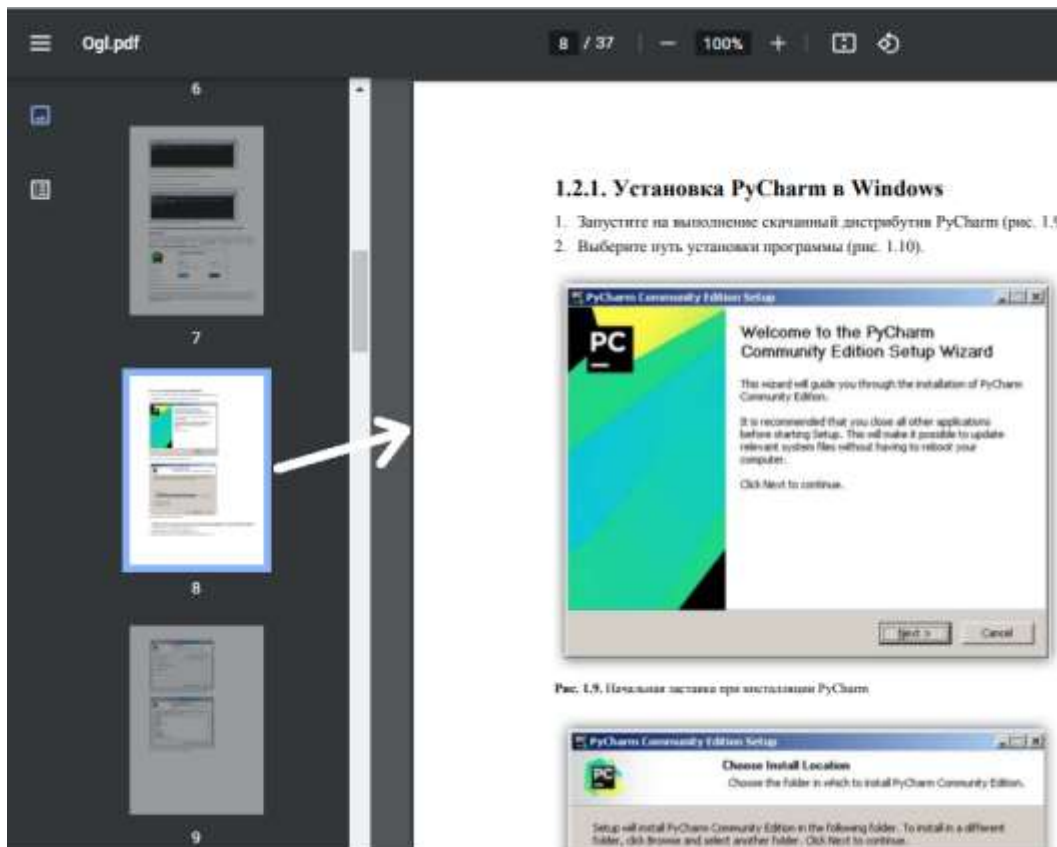 Ogl.pdf
8 / 37
100%
6
7
8
9
1.2.1. Установка PyCharm в Windows
1. Запустите на выполнение скачанный дистрибутив PyCharm (рис. 1.9
2. Выберите путь установки программы (рис. 1.10).
PyCharm Community Edition Setup
PC
Welcome to the PyCharm
Community Edition Setup Wizard
This wizard will guide you through the installation of PyCharm
Community Edition.
It is recommended that you close all other applications
before starting Setup. This will make it possible to update
relevant system files without having to reboot your
computer.
Click Next to continue.
Next >
Cancel
Рис. 1.9. Начальная заставка при инсталляции PyCharm
PyCharm Community Edition Setup
PC
Choose Install Location
Choose the folder in which to install PyCharm Community Edition.
Setup will install PyCharm Community Edition in the following folder. To install in a different
folder, click Browse and select another folder. Click Next to continue.